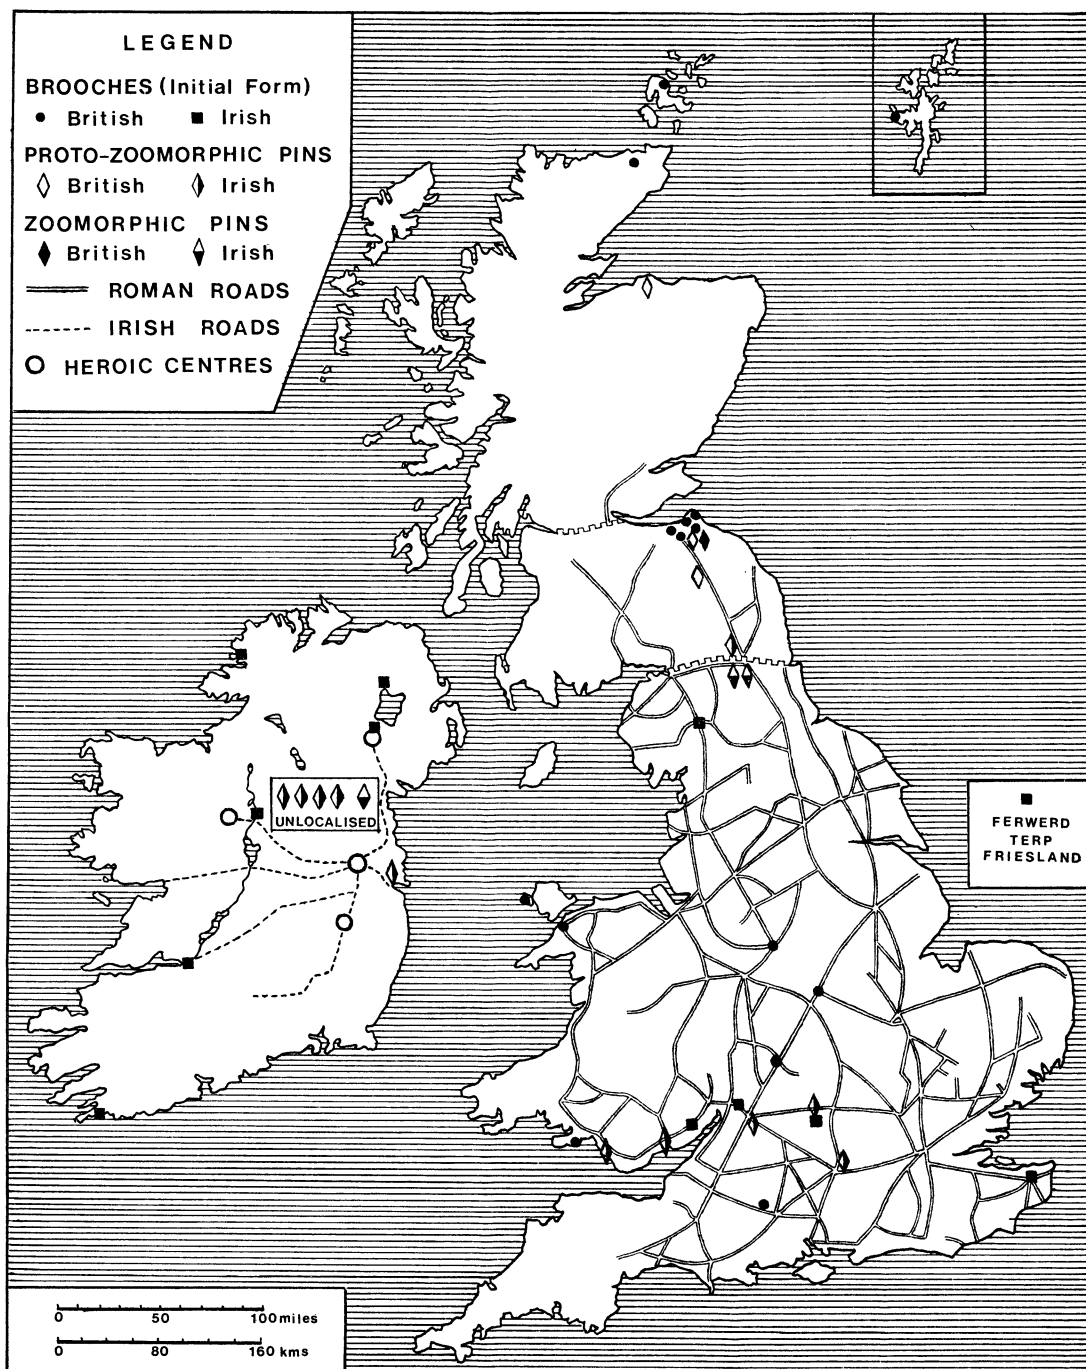 LEGEND
BROOCHES (Initial Form)
British Irish
PROTO-ZOOMORPHIC PINS
British Irish
ZOOMORPHIC PINS
British Irish
ROMAN ROADS
IRISH ROADS
HEROIC CENTRES
UNLOCALISED
FERWERD
TERP
FRIESLAND
0 50 100 miles
0 80 160 kms